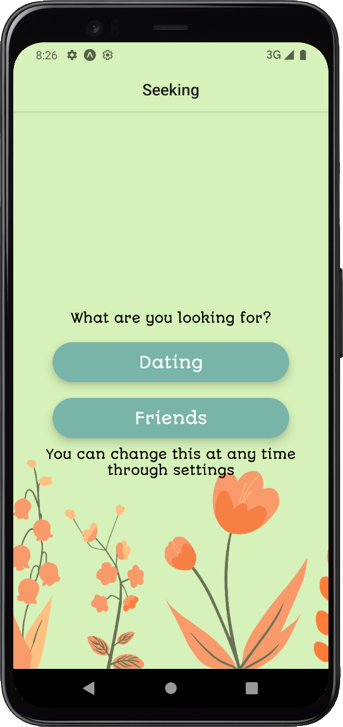 8:26
3G
Seeking
What are you looking for?
Dating
Friends
You can change this at any time
through settings